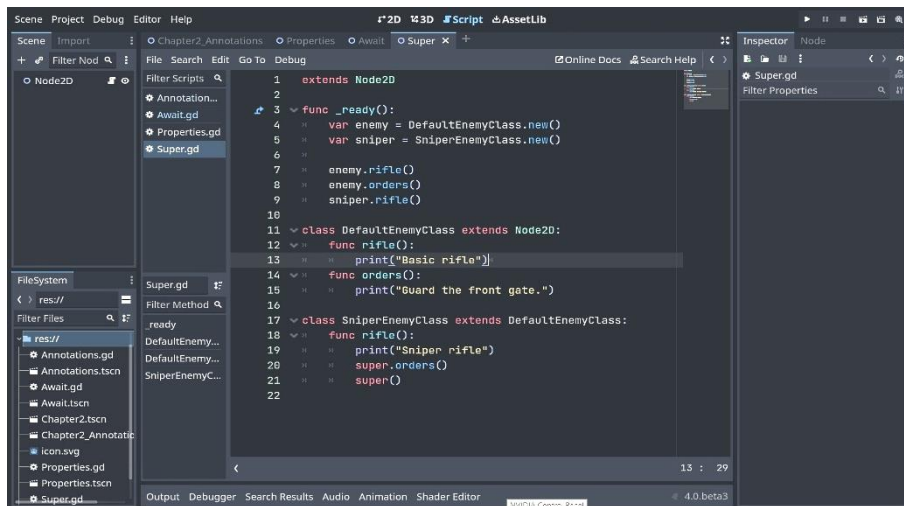 Scene Project Debug Editor Help
2D 3D Script AssetLib
Scene Import
Chapter2_Annotations Properties Await Super
Inspector Node
Filter Nod
File Search Edit Go To Debug
Online Docs Search Help
Node2D
Filter Scripts
Annotation...
Await.gd
Properties.gd
Super.gd
Super.gd
Filter Properties
1 extends Node2D
2
3 func _ready():
4 var enemy = DefaultEnemyClass.new()
5 var sniper = SniperEnemyClass.new()
6
7 enemy.rifle()
8 enemy.orders()
9 sniper.rifle()
10
11 class DefaultEnemyClass extends Node2D:
12 func rifle():
13 print("Basic rifle")
14 func orders():
15 print("Guard the front gate.")
16
17 class SniperEnemyClass extends DefaultEnemyClass:
18 func rifle():
19 print("Sniper rifle")
20 super.orders()
21 super()
22
13 : 29
FileSystem
res://
Filter Files
res://
Annotations.gd
Annotations.tscn
Await.gd
Await.tscn
Chapter2.tscn
Chapter2_Annotatic
icon.svg
Properties.gd
Properties.tscn
Super.gd
Super.gd
Filter Method
_ready
DefaultEnemy...
DefaultEnemy...
SniperEnemyC...
Output Debugger Search Results Audio Animation Shader Editor
4.0.beta3